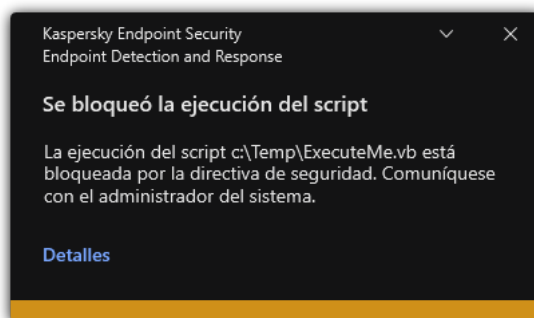 Kaspersky Endpoint Security
Endpoint Detection and Response
Se bloqueó la ejecución del script
La ejecución del script c:\Temp\ExecuteMe.vb está
bloqueada por la directiva de seguridad. Comuníquese
con el administrador del sistema.
Detalles